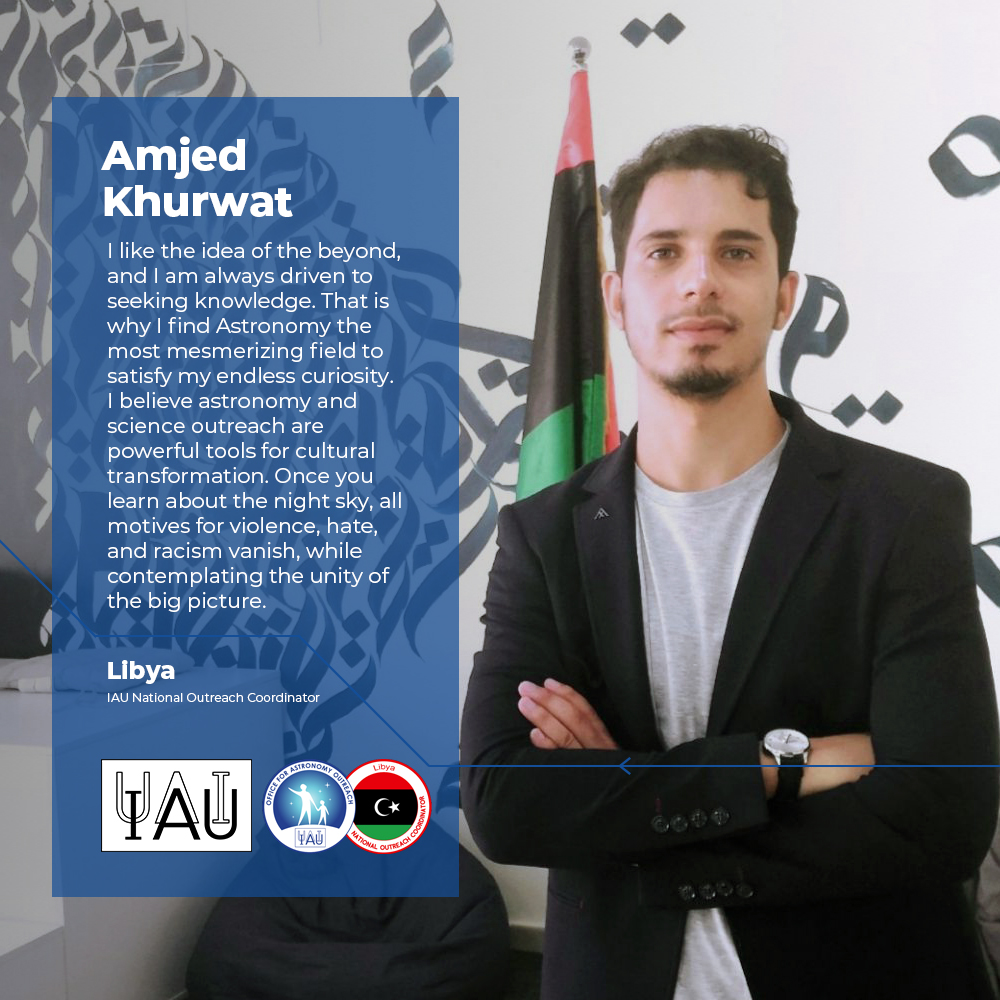 Amjed
Khurwat
I like the idea of the beyond,
and I am always driven to
seeking knowledge. That is
why I find Astronomy the
most mesmerizing field to
satisfy my endless curiosity.
I believe astronomy and
science outreach are
powerful tools for cultural
transformation. Once you
learn about the night sky, all
motives for violence, hate,
and racism vanish, while
contemplating the unity of
the big picture.
Libya
IAU National Outreach Coordinator
IAU
OFFICE FOR ASTRONOMY OUTREACH
IAU
Libya
NATIONAL OUTREACH COORDINATOR